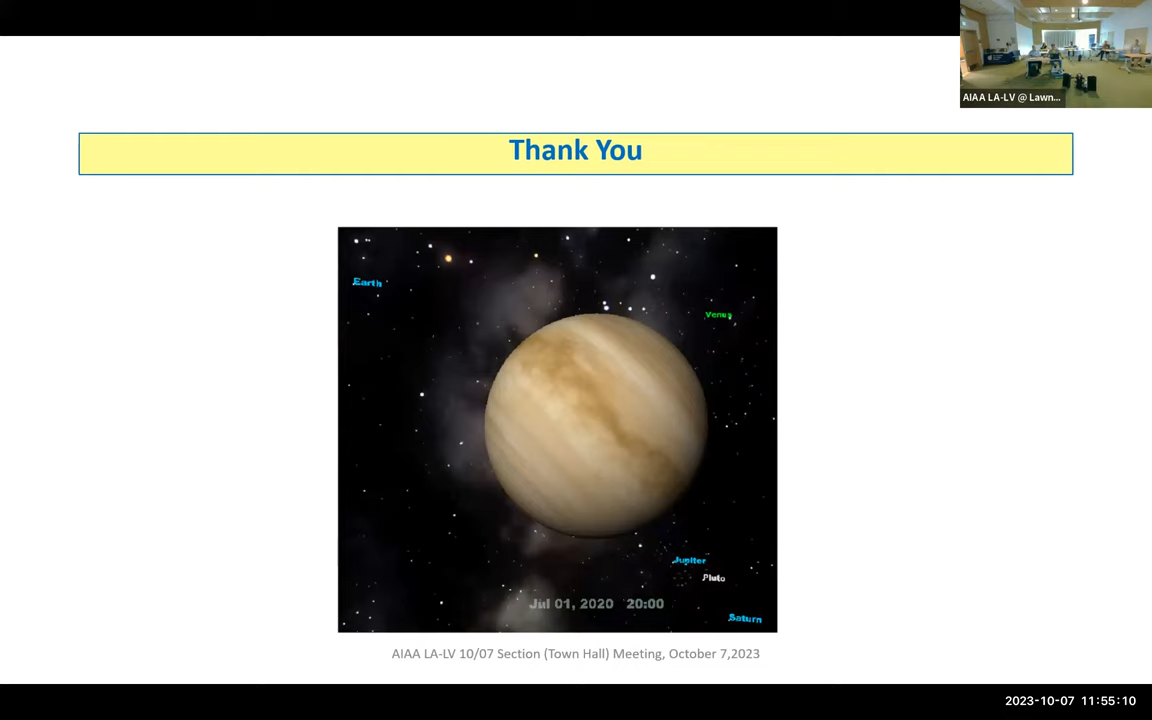 AIAA LA-LV @ Lawn...
Thank You
Earth
Venus
Jupiter
Pluto
Jul 01, 2020 20:00
Saturn
AIAA LA-LV 10/07 Section (Town Hall) Meeting, October 7,2023
2023-10-07 11:55:10